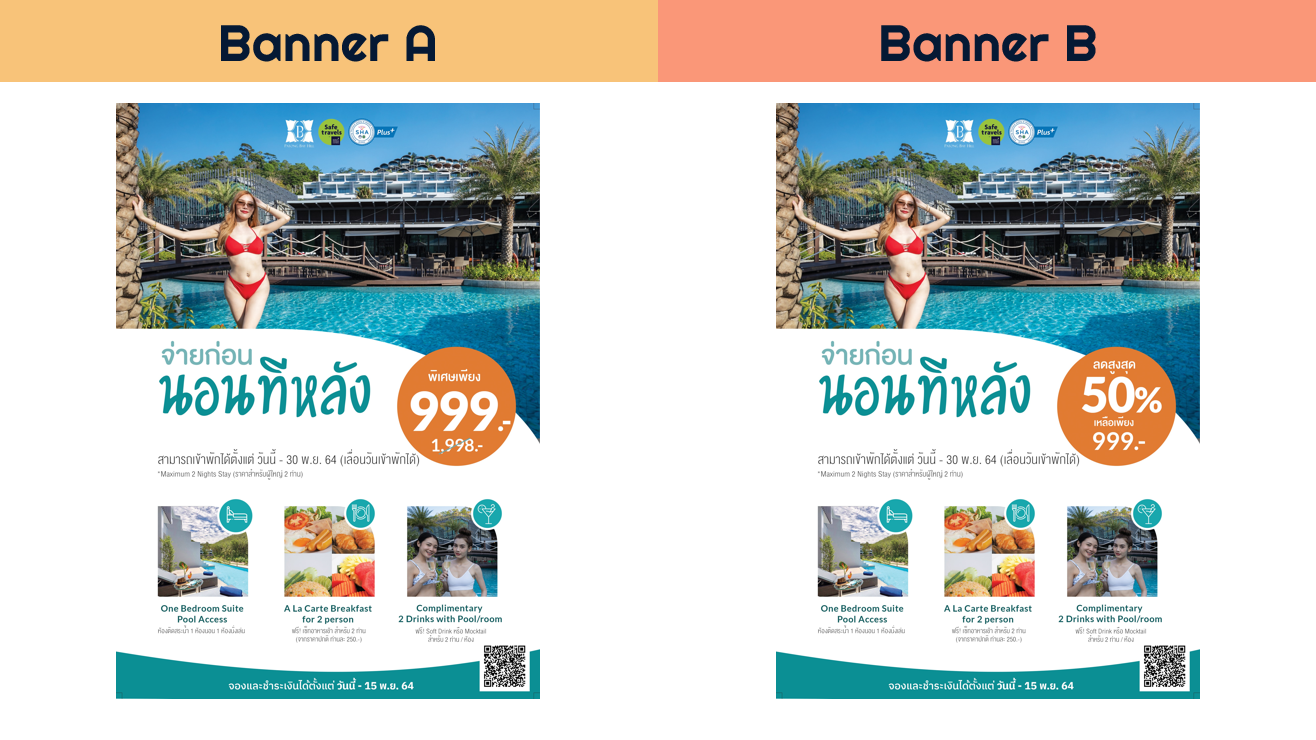 Banner A
Banner B
B
Safe travels
SHA
Plus+
จ่ายก่อน
นอนทีหลัง
พิเศษเพียง
999.-
1,998.-
สามารถเข้าพักได้ตั้งแต่ วันนี้ - 30 พ.ย. 64 (เลื่อนวันเข้าพักได้)
*Maximum 2 Nights Stay (ราคาสำหรับผู้ใหญ่ 2 ท่าน)
One Bedroom Suite
Pool Access
ห้องติดสระน้ำ 1 ห้องนอน 1 ห้องนั่งเล่น
A La Carte Breakfast
for 2 person
ฟรี! เซ็ทอาหารเช้า สำหรับ 2 ท่าน
(จากราคาปกติ ท่านละ 250.-)
Complimentary
2 Drinks with Pool/room
ฟรี! Soft Drink หรือ Mocktail
สำหรับ 2 ท่าน / ห้อง
จองและชำระเงินได้ตั้งแต่ วันนี้ - 15 พ.ย. 64
B
Safe travels
SHA
Plus+
จ่ายก่อน
นอนทีหลัง
ลดสูงสุด
50%
เหลือเพียง
999.-
สามารถเข้าพักได้ตั้งแต่ วันนี้ - 30 พ.ย. 64 (เลื่อนวันเข้าพักได้)
*Maximum 2 Nights Stay (ราคาสำหรับผู้ใหญ่ 2 ท่าน)
One Bedroom Suite
Pool Access
ห้องติดสระน้ำ 1 ห้องนอน 1 ห้องนั่งเล่น
A La Carte Breakfast
for 2 person
ฟรี! เซ็ทอาหารเช้า สำหรับ 2 ท่าน
(จากราคาปกติ ท่านละ 250.-)
Complimentary
2 Drinks with Pool/room
ฟรี! Soft Drink หรือ Mocktail
สำหรับ 2 ท่าน / ห้อง
จองและชำระเงินได้ตั้งแต่ วันนี้ - 15 พ.ย. 64